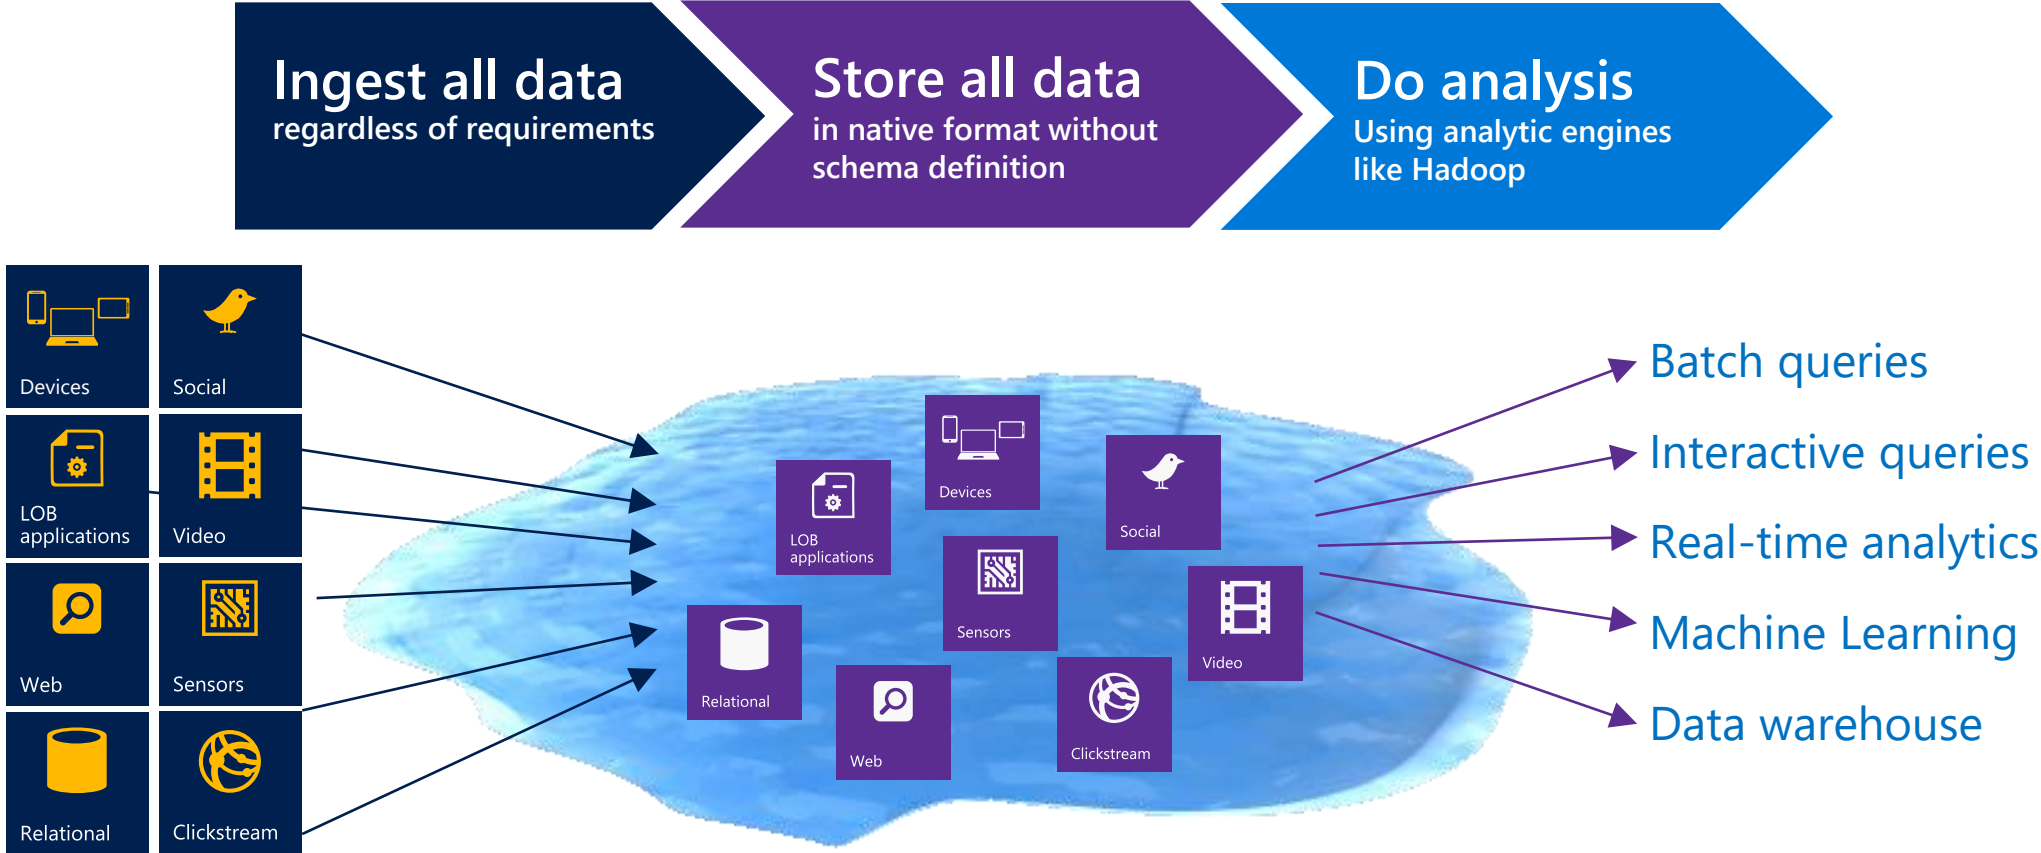 Ingest all data
regardless of requirements
Store all data
in native format without
schema definition
Do analysis
Using analytic engines
like Hadoop
Devices
Social
LOB
applications
Video
Web
Sensors
Relational
Clickstream
Devices
Social
LOB
applications
Sensors
Video
Relational
Web
Clickstream
Batch queries
Interactive queries
Real-time analytics
Machine Learning
Data warehouse